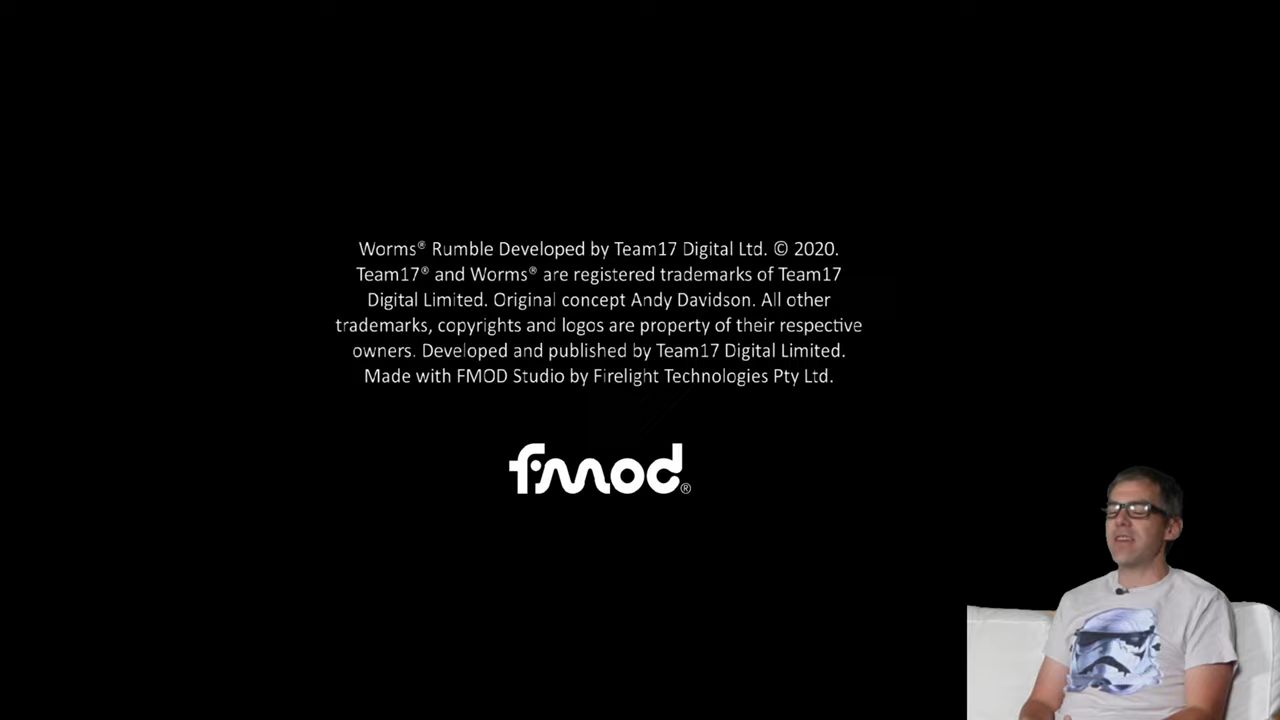 Worms® Rumble Developed by Team17 Digital Ltd. © 2020.
Team17® and Worms® are registered trademarks of Team17
Digital Limited. Original concept Andy Davidson. All other
trademarks, copyrights and logos are property of their respective
owners. Developed and published by Team17 Digital Limited.
Made with FMOD Studio by Firelight Technologies Pty Ltd.
fmod®